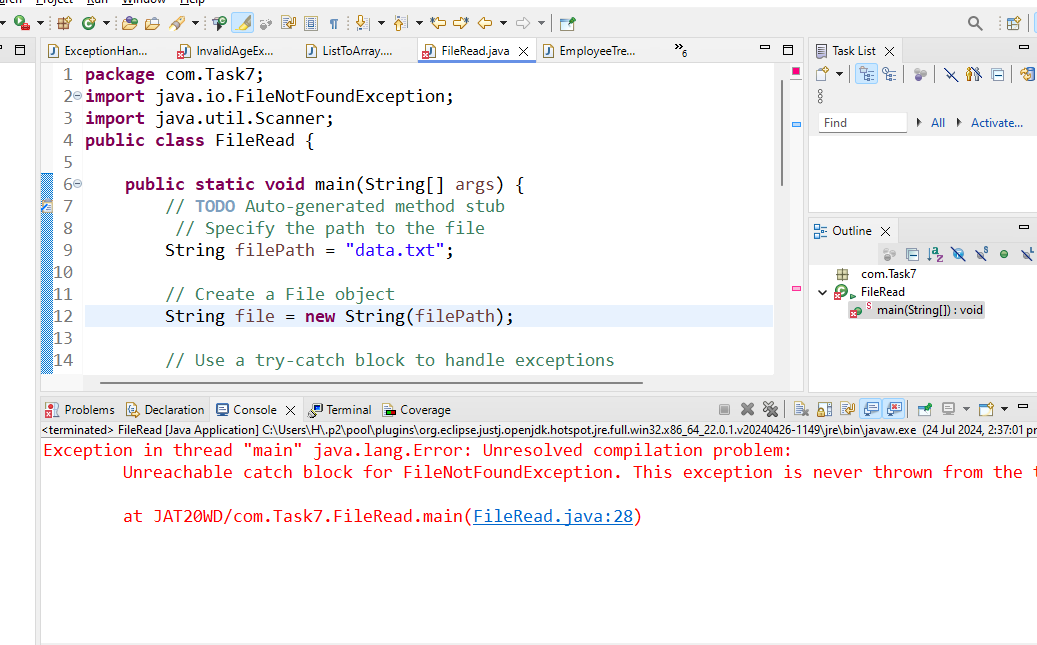 Project Run Window Help
ExceptionHan... InvalidAgeEx... ListToArray.... FileRead.java EmployeeTre... »6
Task List
1 package com.Task7;
2 import java.io.FileNotFoundException;
3 import java.util.Scanner;
4 public class FileRead {
5
6 public static void main(String[] args) {
7 // TODO Auto-generated method stub
8 // Specify the path to the file
9 String filePath = "data.txt";
10
11 // Create a File object
12 String file = new String(filePath);
13
14 // Use a try-catch block to handle exceptions
Find All Activate...
Outline
com.Task7
FileRead
main(String[]) : void
Problems Declaration Console Terminal Coverage
<terminated> FileRead [Java Application] C:\Users\H\.p2\pool\plugins\org.eclipse.justj.openjdk.hotspot.jre.full.win32.x86_64_22.0.1.v20240426-1149\jre\bin\javaw.exe (24 Jul 2024, 2:37:01 pr
Exception in thread "main" java.lang.Error: Unresolved compilation problem:
Unreachable catch block for FileNotFoundException. This exception is never thrown from the t
at JAT20WD/com.Task7.FileRead.main(FileRead.java:28)